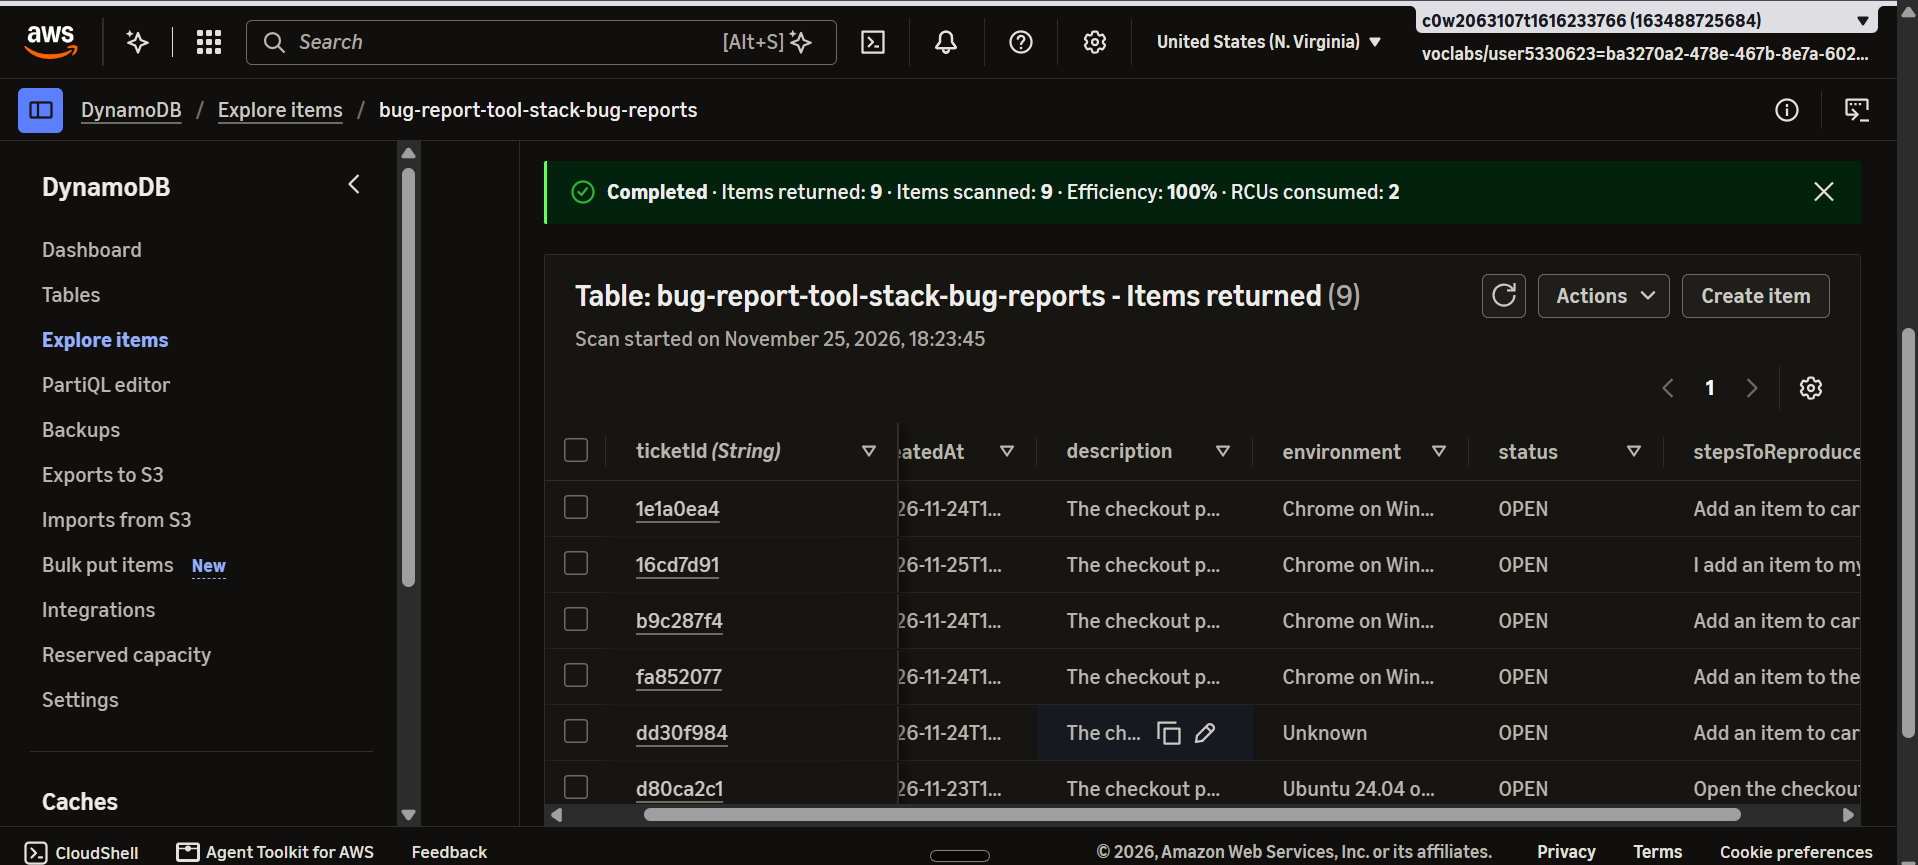 aws
Search
[Alt+S]
United States (N. Virginia)
c0w2063107t1616233766 (163488725684)
voclabs/user5330623=ba3270a2-478e-467b-8e7a-602...
DynamoDB / Explore items / bug-report-tool-stack-bug-reports
DynamoDB
Dashboard
Tables
Explore items
PartiQL editor
Backups
Exports to S3
Imports from S3
Bulk put items New
Integrations
Reserved capacity
Settings
Caches
Completed · Items returned: 9 · Items scanned: 9 · Efficiency: 100% · RCUs consumed: 2
Table: bug-report-tool-stack-bug-reports - Items returned (9)
Actions
Create item
Scan started on November 25, 2026, 18:23:45
1
ticketId (String) eatedAt description environment status stepsToReproduce
1e1a0ea4 26-11-24T1... The checkout p... Chrome on Win... OPEN Add an item to car
16cd7d91 26-11-25T1... The checkout p... Chrome on Win... OPEN I add an item to my
b9c287f4 26-11-24T1... The checkout p... Chrome on Win... OPEN Add an item to car
fa852077 26-11-24T1... The checkout p... Chrome on Win... OPEN Add an item to the
dd30f984 26-11-24T1... The ch... Unknown OPEN Add an item to car
d80ca2c1 26-11-23T1... The checkout p... Ubuntu 24.04 o... OPEN Open the checkout
CloudShell Agent Toolkit for AWS Feedback © 2026, Amazon Web Services, Inc. or its affiliates. Privacy Terms Cookie preferences